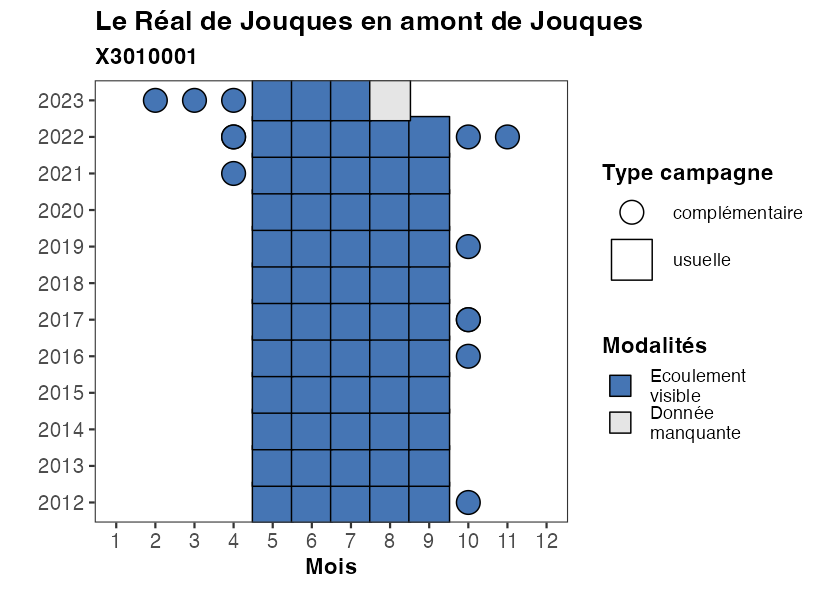 Le Réal de Jouques en amont de Jouques
X3010001
2023
2022
2021
2020
2019
2018
2017
2016
2015
2014
2013
2012
1 2 3 4 5 6 7 8 9 10 11 12
Mois
Type campagne
complémentaire
usuelle
Modalités
Ecoulement
visible
Donnée
manquante